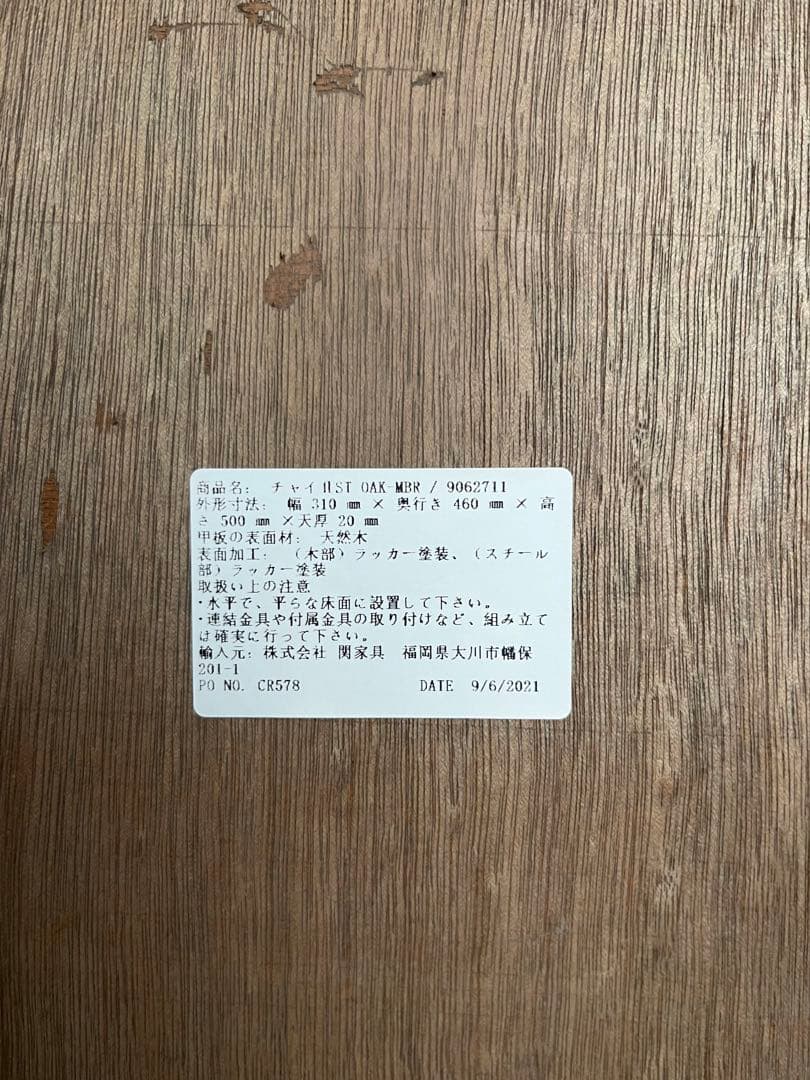 商品名: チャイ ST OAK-MBR / 9062711
外形寸法: 幅 310 ㎜ × 奥行き 460 ㎜ × 高
さ 500 ㎜ ×天厚 20 ㎜
甲板の表面材: 天然木
表面加工: (木部)ラッカー塗装、(スチール
部)ラッカー塗装
取扱い上の注意
・水平で、平らな床面に設置して下さい。
・連結金具や付属金具の取り付けなど、組み立て
は確実に行って下さい。
輸入元: 株式会社 関家具 福岡県大川市幡保
201-1
PO NO. CR578 DATE 9/6/2021